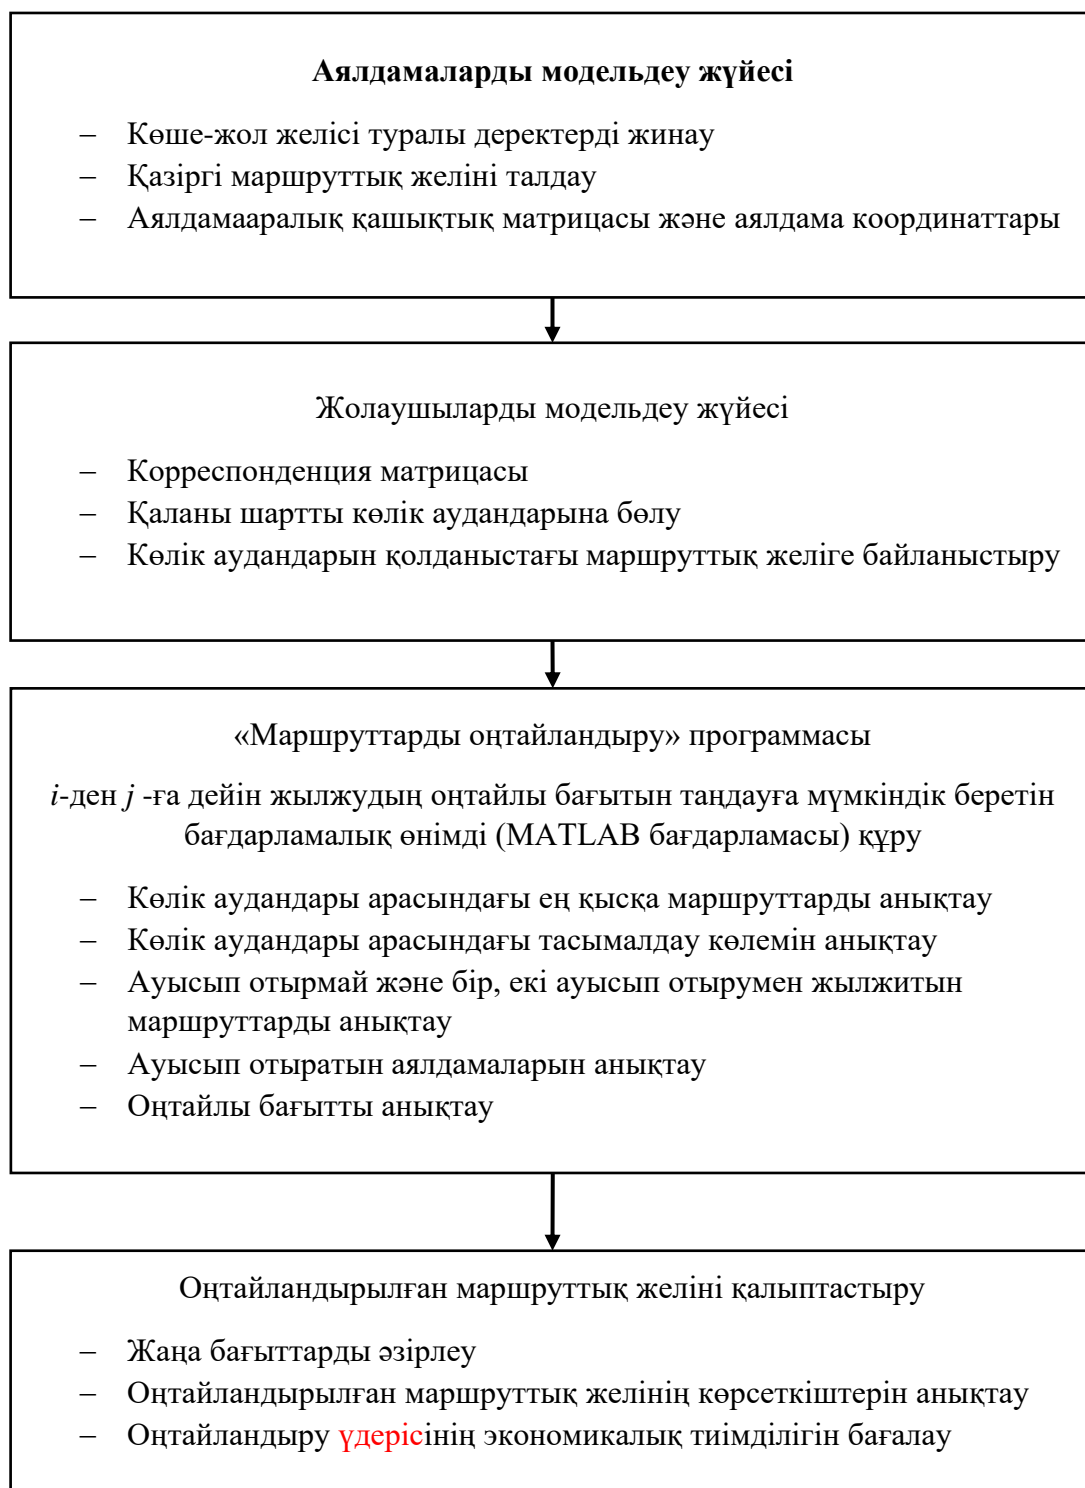 Аялдамаларды модельдеу жүйесі
– Көше-жол желісі туралы деректерді жинау
– Қазіргі маршруттық желіні талдау
– Аялдамааралық қашықтық матрицасы және аялдама координаттары
Жолаушыларды модельдеу жүйесі
– Корреспонденция матрицасы
– Қаланы шартты көлік аудандарына бөлу
– Көлік аудандарын қолданыстағы маршруттық желіге байланыстыру
«Маршруттарды оңтайландыру» программасы
i-ден j -ға дейін жылжудың оңтайлы бағытын таңдауға мүмкіндік беретін
бағдарламалық өнімді (MATLAB бағдарламасы) құру
– Көлік аудандары арасындағы ең қысқа маршруттарды анықтау
– Көлік аудандары арасындағы тасымалдау көлемін анықтау
– Ауысып отырмай және бір, екі ауысып отырумен жылжитын
маршруттарды анықтау
– Ауысып отыратын аялдамаларын анықтау
– Оңтайлы бағытты анықтау
Оңтайландырылған маршруттық желіні қалыптастыру
– Жаңа бағыттарды әзірлеу
– Оңтайландырылған маршруттық желінің көрсеткіштерін анықтау
– Оңтайландыру үдерісінің экономикалық тиімділігін бағалау